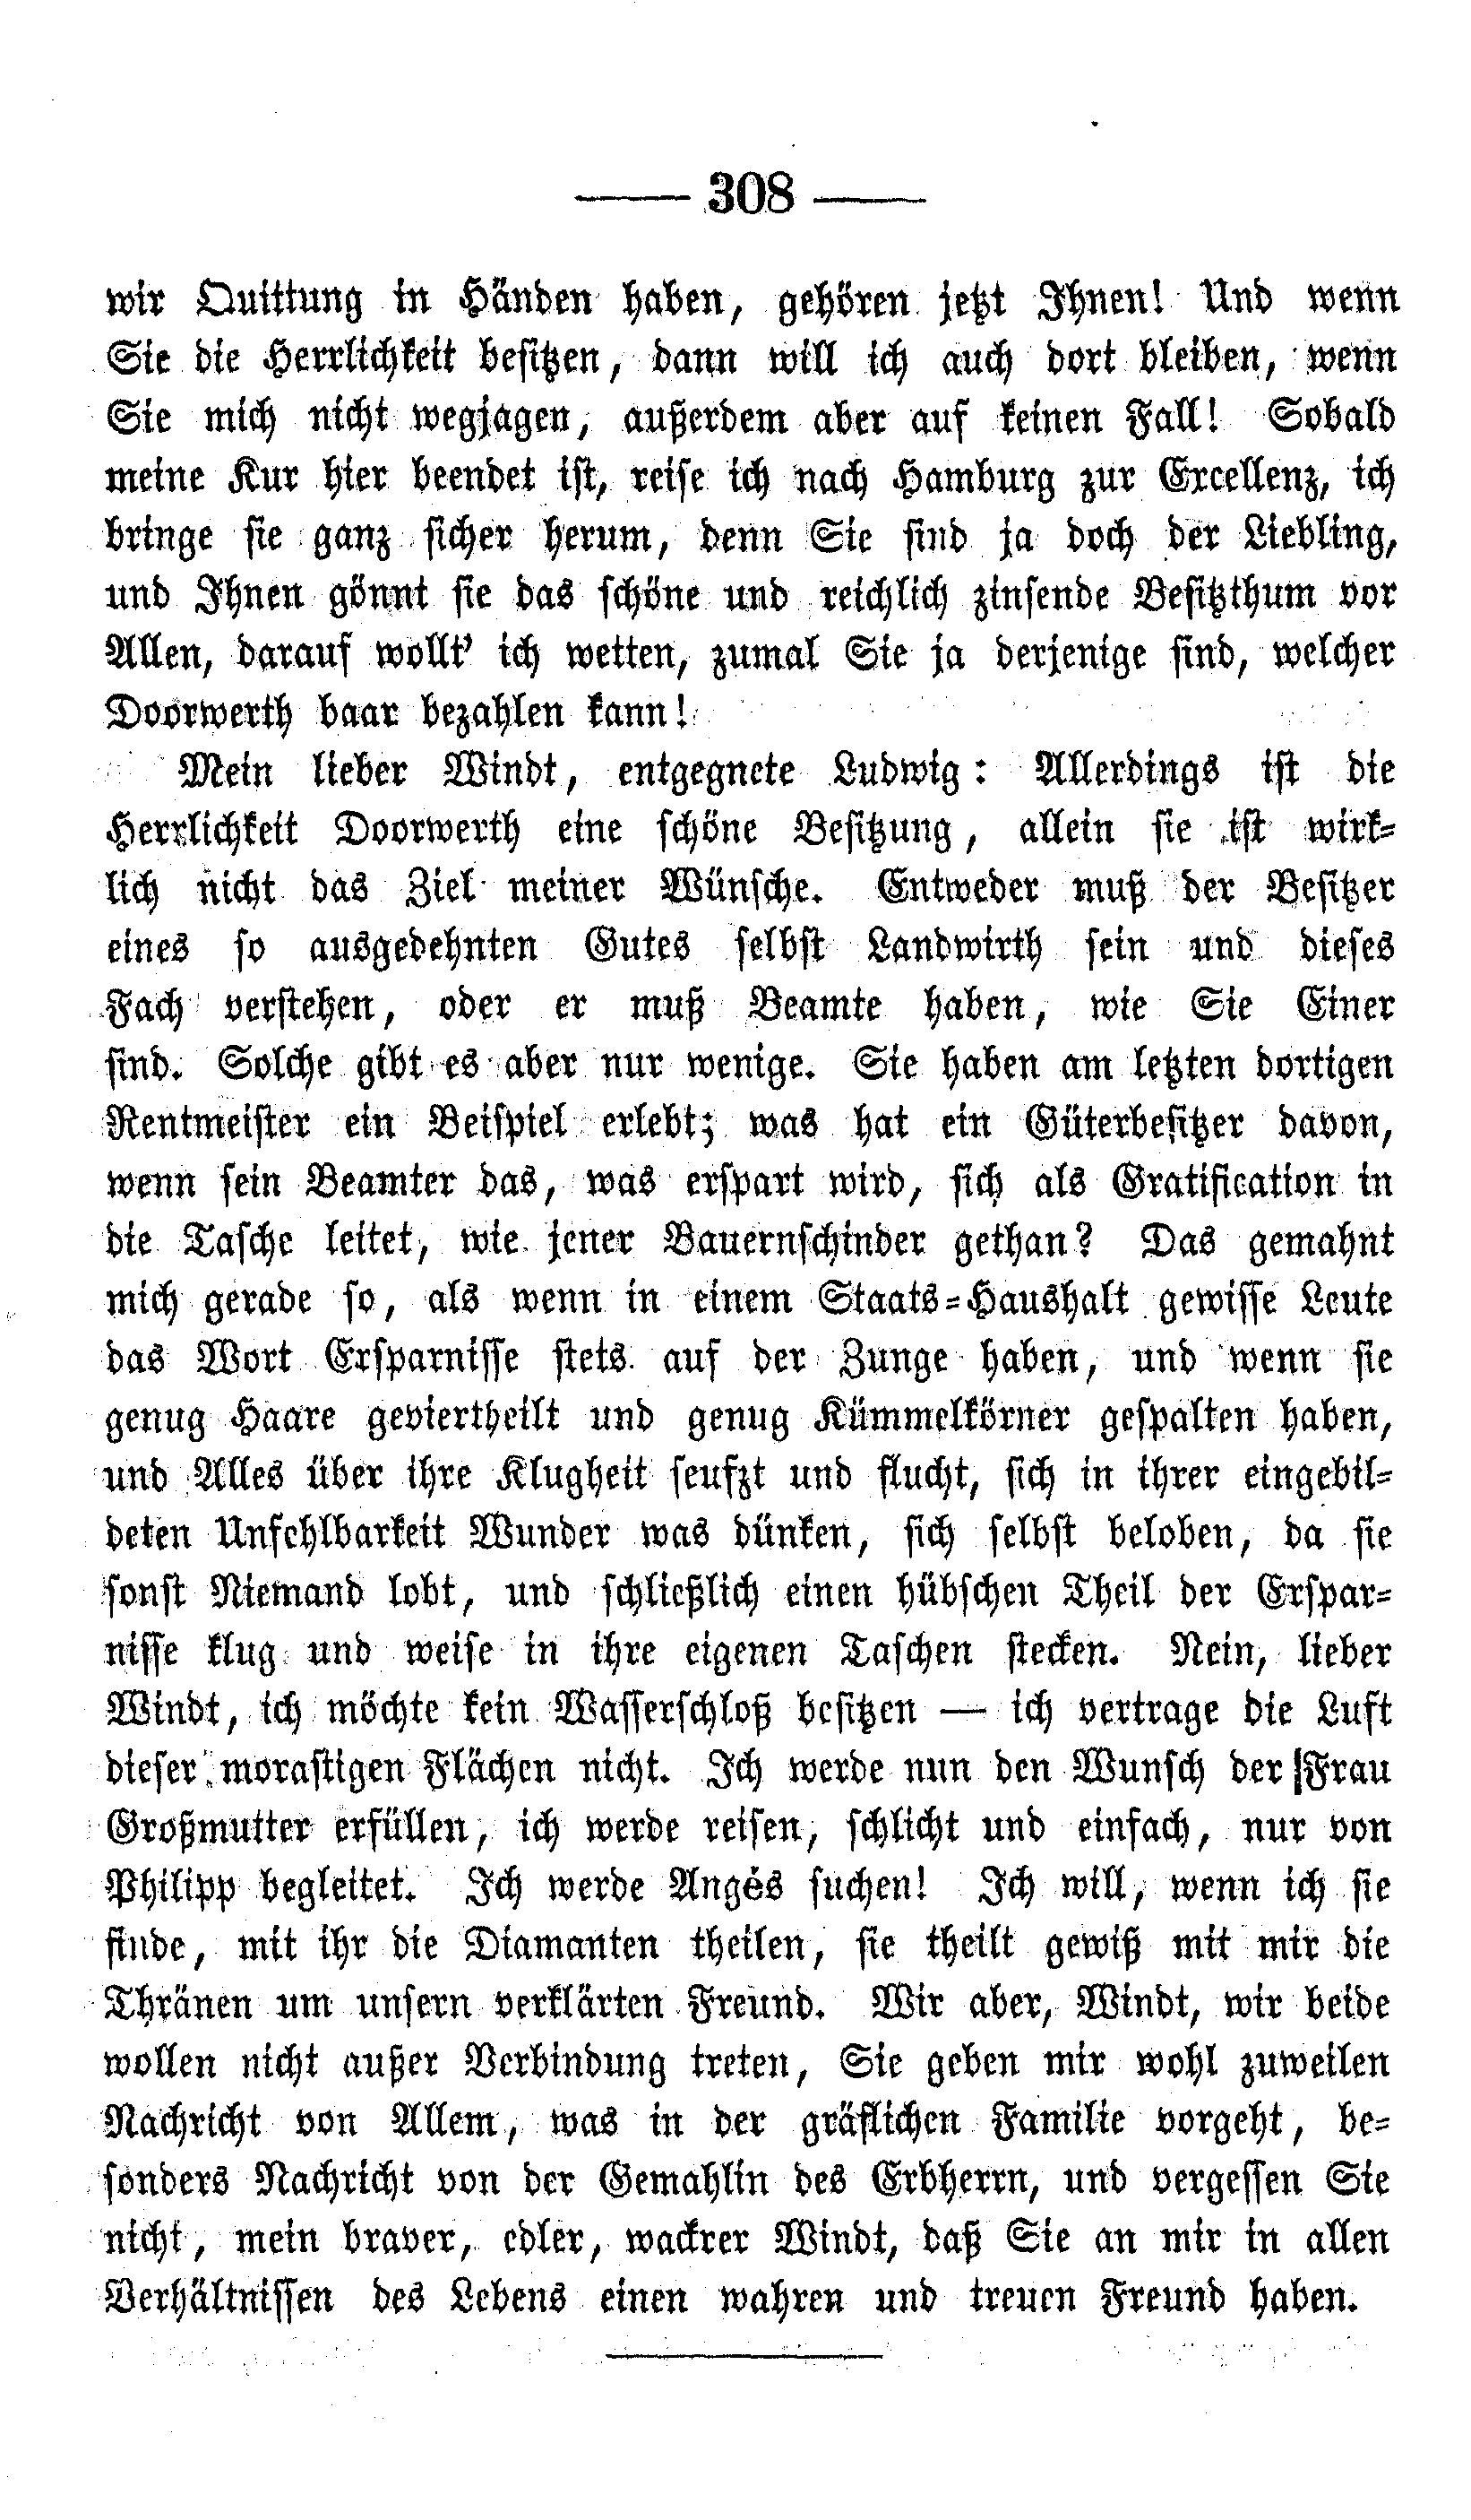 — 308 —
wir Quittung in Händen haben, gehören jetzt Ihnen! Und wenn
Sie die Herrlichkeit besitzen, dann will ich auch dort bleiben, wenn
Sie mich nicht wegjagen, außerdem aber auf keinen Fall! Sobald
meine Kur hier beendet ist, reise ich nach Hamburg zur Excellenz, ich
bringe sie ganz sicher herum, denn Sie sind ja doch der Liebling,
und Ihnen gönnt sie das schöne und reichlich zinsende Besitzthum vor
Allen, darauf wollt' ich wetten, zumal Sie ja derjenige sind, welcher
Doorwerth baar bezahlen kann!
Mein lieber Windt, entgegnete Ludwig: Allerdings ist die
Herrlichkeit Doorwerth eine schöne Besitzung, allein sie ist wirk-
lich nicht das Ziel meiner Wünsche. Entweder muß der Besitzer
eines so ausgedehnten Gutes selbst Landwirth sein und dieses
Fach verstehen, oder er muß Beamte haben, wie Sie Einer
sind. Solche gibt es aber nur wenige. Sie haben am letzten dortigen
Rentmeister ein Beispiel erlebt; was hat ein Güterbesitzer davon,
wenn sein Beamter das, was erspart wird, sich als Gratification in
die Tasche leitet, wie jener Bauernschinder gethan? Das gemahnt
mich gerade so, als wenn in einem Staats-Haushalt gewisse Leute
das Wort Ersparnisse stets auf der Zunge haben, und wenn sie
genug Haare geviertheilt und genug Kümmelkörner gespalten haben,
und Alles über ihre Klugheit seufzt und flucht, sich in ihrer eingebil-
deten Unfehlbarkeit Wunder was dünken, sich selbst beloben, da sie
sonst Niemand lobt, und schließlich einen hübschen Theil der Erspar-
nisse klug und weise in ihre eigenen Taschen stecken. Nein, lieber
Windt, ich möchte kein Wasserschloß besitzen — ich vertrage die Luft
dieser morastigen Flächen nicht. Ich werde nun den Wunsch der Frau
Großmutter erfüllen, ich werde reisen, schlicht und einfach, nur von
Philipp begleitet. Ich werde Angés suchen! Ich will, wenn ich sie
finde, mit ihr die Diamanten theilen, sie theilt gewiß mit mir die
Thränen um unsern verklärten Freund. Wir aber, Windt, wir beide
wollen nicht außer Verbindung treten, Sie geben mir wohl zuweilen
Nachricht von Allem, was in der gräflichen Familie vorgeht, be-
sonders Nachricht von der Gemahlin des Erbherrn, und vergessen Sie
nicht, mein braver, edler, wackrer Windt, daß Sie an mir in allen
Verhältnissen des Lebens einen wahren und treuen Freund haben.